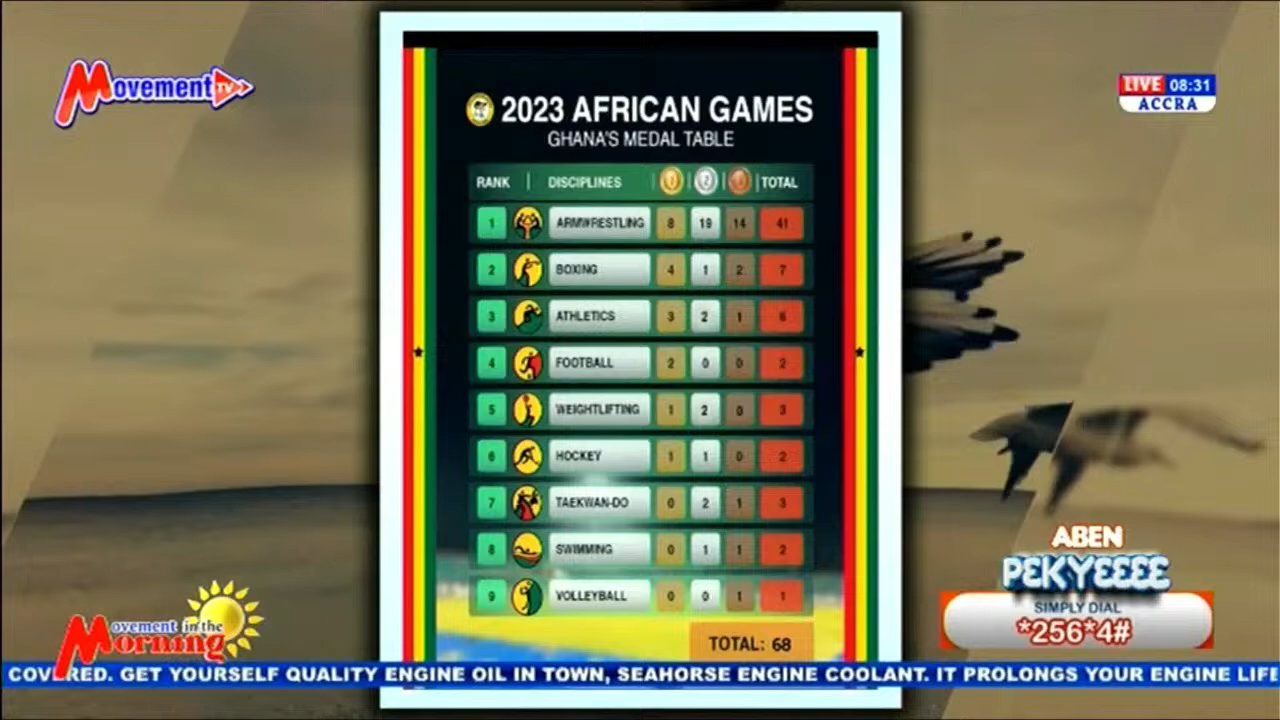 Movement TV
LIVE 08:31
ACCRA
2023 AFRICAN GAMES
GHANA'S MEDAL TABLE
RANK | DISCIPLINES | 1 | 2 | 3 | TOTAL
1 ARMWRESTLING 8 19 14 41
2 BOXING 4 1 2 7
3 ATHLETICS 3 2 1 6
4 FOOTBALL 2 0 0 2
5 WEIGHTLIFTING 1 2 0 3
6 HOCKEY 1 1 0 2
7 TAEKWAN-DO 0 2 1 3
8 SWIMMING 0 1 1 2
9 VOLLEYBALL 0 0 1 1
TOTAL: 68
ABEN
PEKYEEEE
SIMPLY DIAL
*256*4#
Movement in the
Morning
COVERED. GET YOURSELF QUALITY ENGINE OIL IN TOWN, SEAHORSE ENGINE COOLANT. IT PROLONGS YOUR ENGINE LIFE